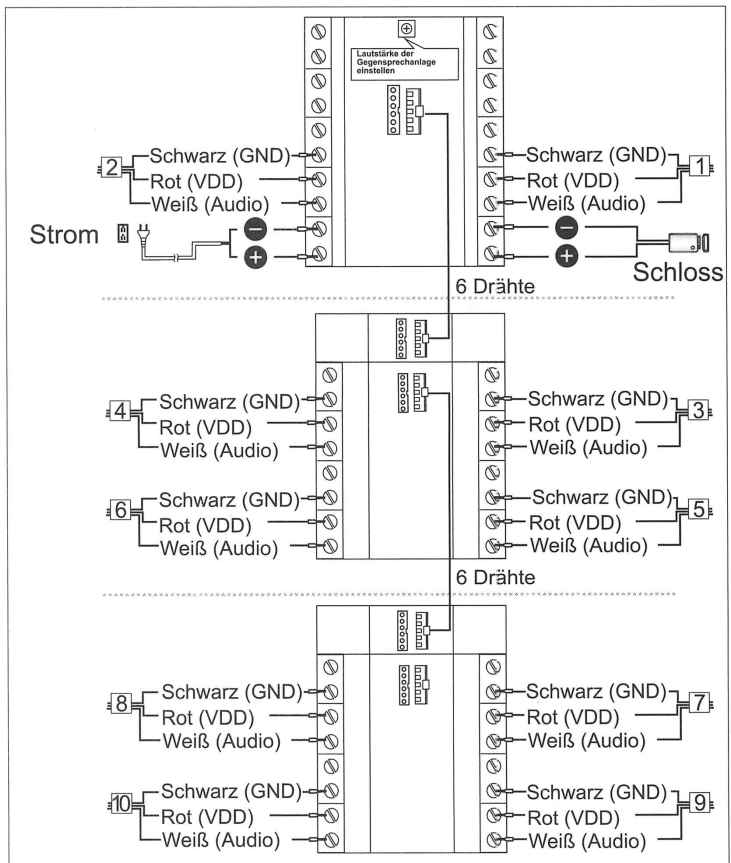 Lautstärke der
Gegensprechanlage
einstellen
2
Schwarz (GND)
Rot (VDD)
Weiß (Audio)
Schwarz (GND)
Rot (VDD)
Weiß (Audio)
1
Strom
−
+
−
+
Schloss
6 Drähte
4
Schwarz (GND)
Rot (VDD)
Weiß (Audio)
Schwarz (GND)
Rot (VDD)
Weiß (Audio)
3
6
Schwarz (GND)
Rot (VDD)
Weiß (Audio)
Schwarz (GND)
Rot (VDD)
Weiß (Audio)
5
6 Drähte
8
Schwarz (GND)
Rot (VDD)
Weiß (Audio)
Schwarz (GND)
Rot (VDD)
Weiß (Audio)
7
10
Schwarz (GND)
Rot (VDD)
Weiß (Audio)
Schwarz (GND)
Rot (VDD)
Weiß (Audio)
9